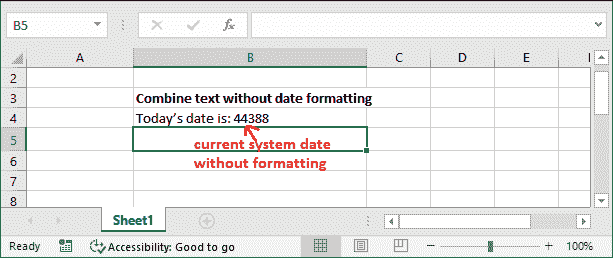 B5
fx
A B C D E
2
3 Combine text without date formatting
4 Today's date is: 44388
5 current system date
6 without formatting
7
8
Sheet1
Ready Accessibility: Good to go 100%